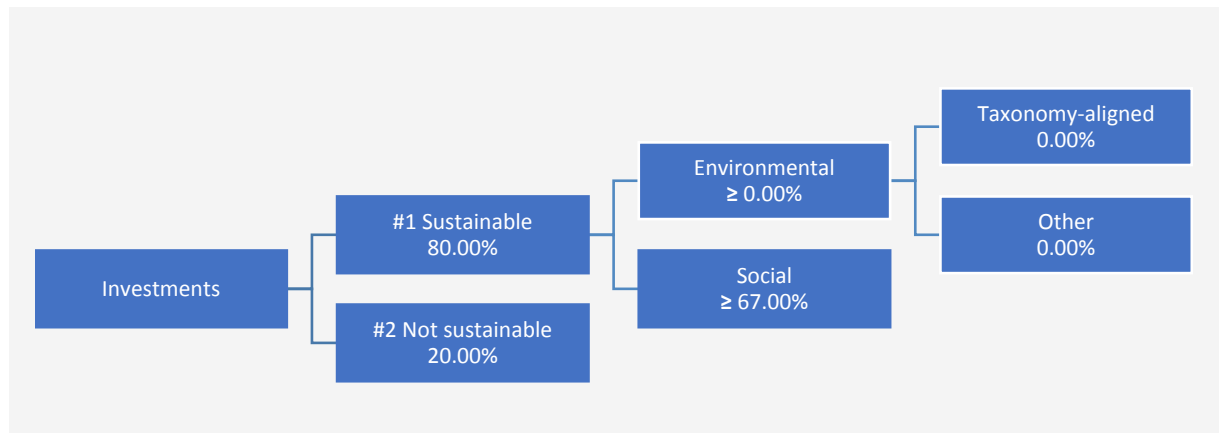 Investments
#1 Sustainable
80.00%
#2 Not sustainable
20.00%
Environmental
≥ 0.00%
Social
≥ 67.00%
Taxonomy-aligned
0.00%
Other
0.00%